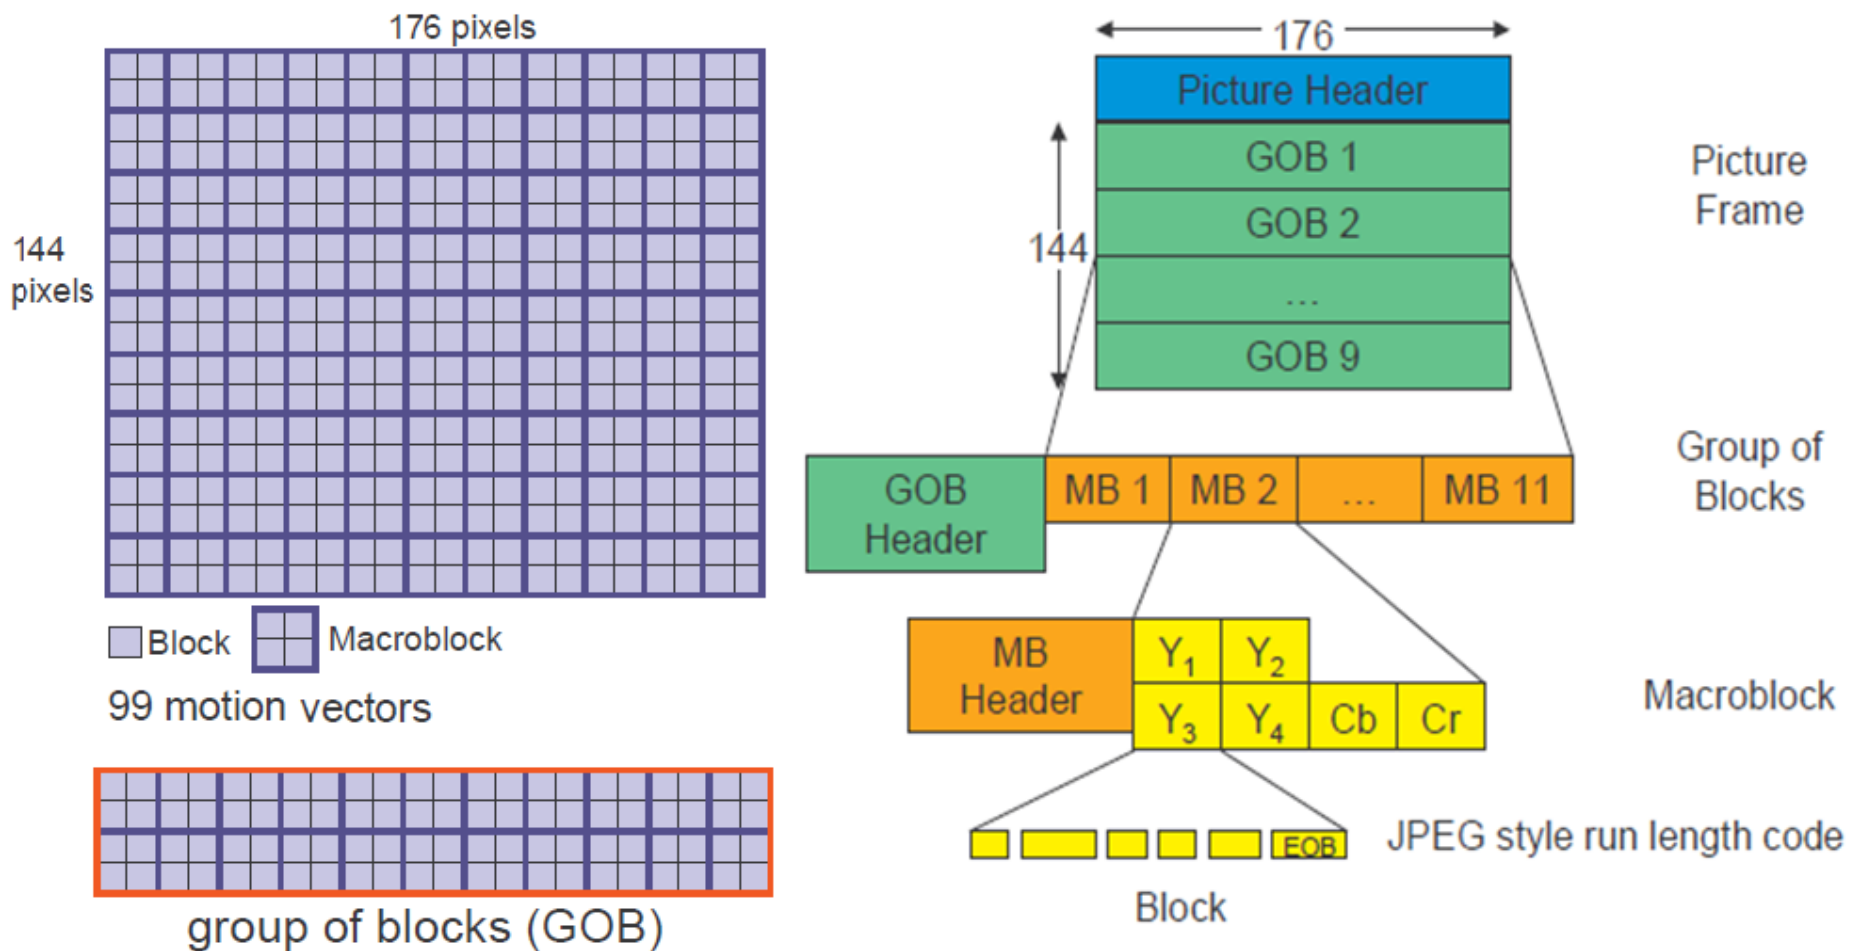 176 pixels
144
pixels
Block
Macroblock
99 motion vectors
group of blocks (GOB)
176
Picture Header
GOB 1
GOB 2
...
GOB 9
144
Picture
Frame
GOB
Header
MB 1
MB 2
...
MB 11
Group of
Blocks
MB
Header
Y1
Y2
Y3
Y4
Cb
Cr
Macroblock
EOB
JPEG style run length code
Block